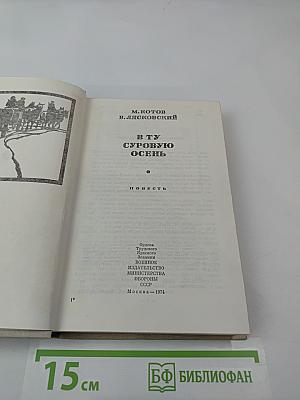 М. КОТОВ
В. ЛЯСКОВСКИЙ
В ТУ
СУРОВУЮ
ОСЕНЬ
ПОВЕСТЬ
Ордена
Трудового
Красного
Знамени
ВОЕННОЕ
ИЗДАТЕЛЬСТВО
МИНИСТЕРСТВА
ОБОРОНЫ
СССР
Москва — 1974
1*
15 см
БФ БИБЛИОФАН